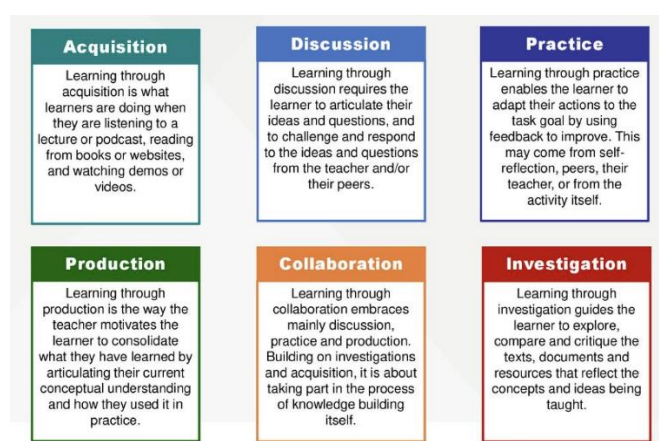 Acquisition
Learning through
acquisition is what
learners are doing when
they are listening to a
lecture or podcast, reading
from books or websites,
and watching demos or
videos.
Discussion
Learning through
discussion requires the
learner to articulate their
ideas and questions, and
to challenge and respond
to the ideas and questions
from the teacher and/or
their peers.
Practice
Learning through practice
enables the learner to
adapt their actions to the
task goal by using
feedback to improve. This
may come from self-
reflection, peers, their
teacher, or from the
activity itself.
Production
Learning through
production is the way the
teacher motivates the
learner to consolidate
what they have learned by
articulating their current
conceptual understanding
and how they used it in
practice.
Collaboration
Learning through
collaboration embraces
mainly discussion,
practice and production.
Building on investigations
and acquisition, it is about
taking part in the process
of knowledge building
itself.
Investigation
Learning through
investigation guides the
learner to explore,
compare and critique the
texts, documents and
resources that reflect the
concepts and ideas being
taught.